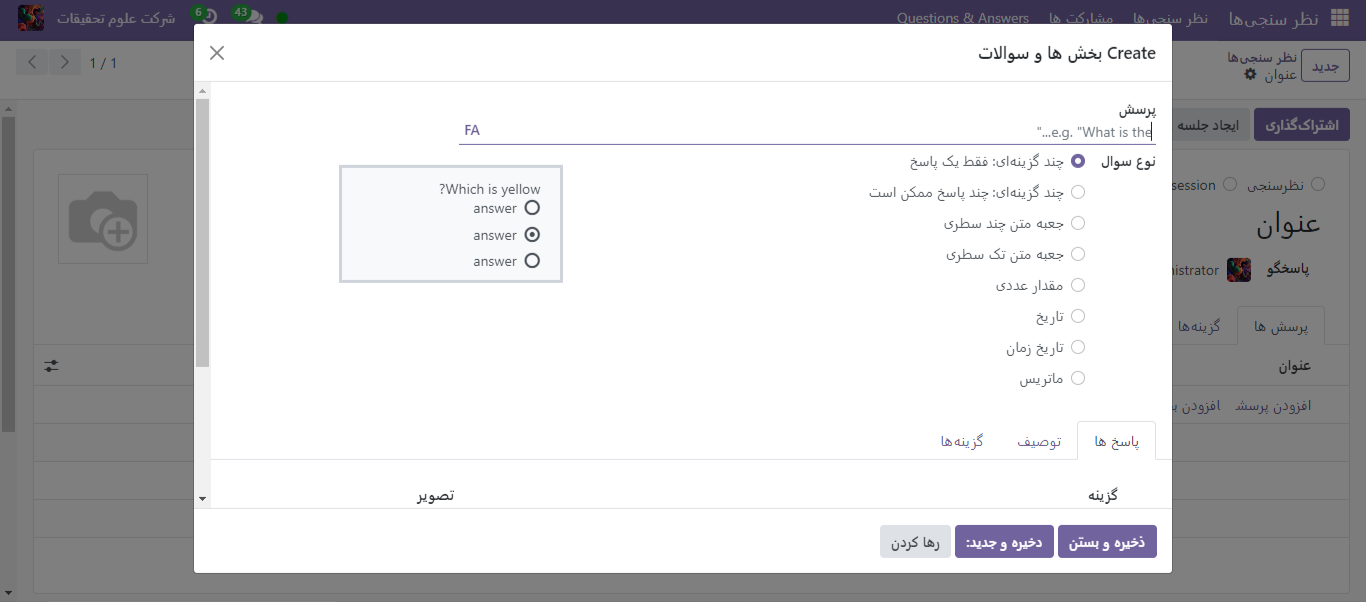 نظر سنجی‌ها نظر سنجی‌ها مشارکت ها Questions & Answers 43 6 شرکت علوم تحقیقات
جدید نظر سنجی‌ها 1 / 1
عنوان
Create بخش ها و سوالات
اشتراک‌گذاری ایجاد جلسه
پرسش
e.g. "What is the..." FA
نوع سوال
چند گزینه‌ای: فقط یک پاسخ
چند گزینه‌ای: چند پاسخ ممکن است
جعبه متن چند سطری
جعبه متن تک سطری
مقدار عددی
تاریخ
تاریخ زمان
ماتریس
Which is yellow?
answer
answer
answer
نظرسنجی
عنوان
پاسخگو
پرسش ها گزینه‌ها
عنوان
افزودن پرسش افزودن
پاسخ ها توصیف گزینه‌ها
گزینه تصویر
ذخیره و بستن دخیره و جدید: رها کردن